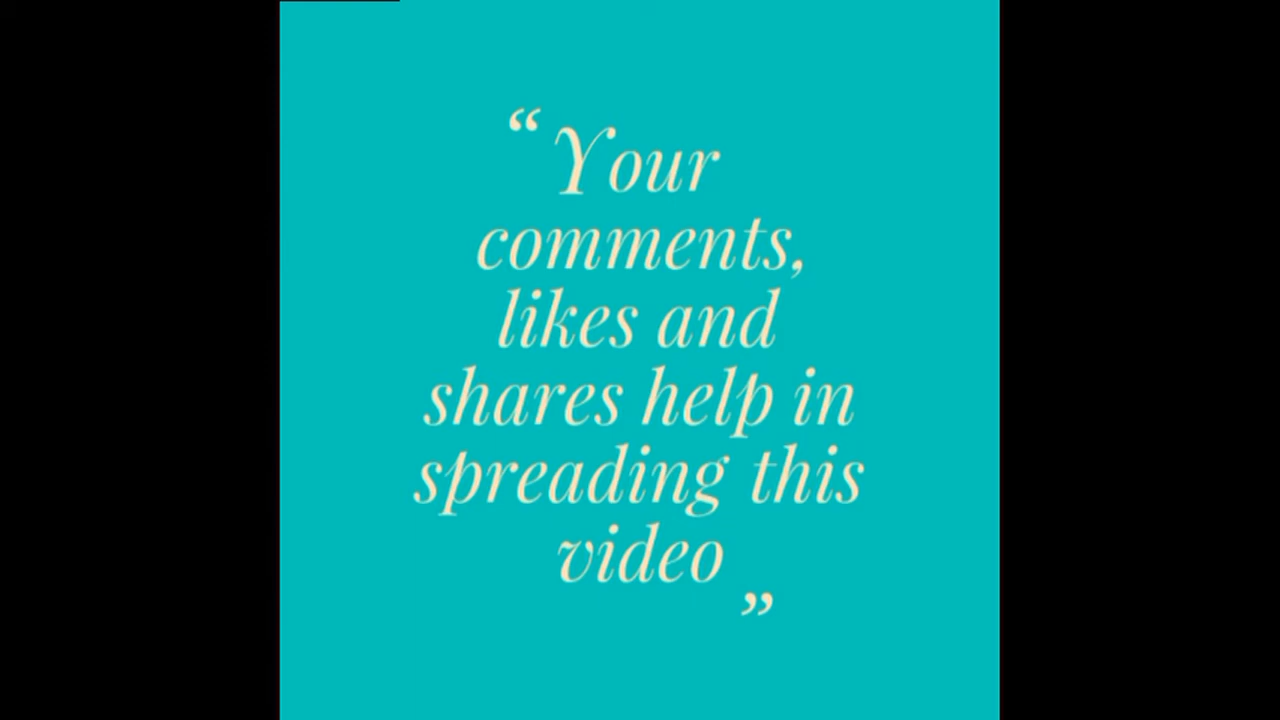 “Your
comments,
likes and
shares help in
spreading this
video
”